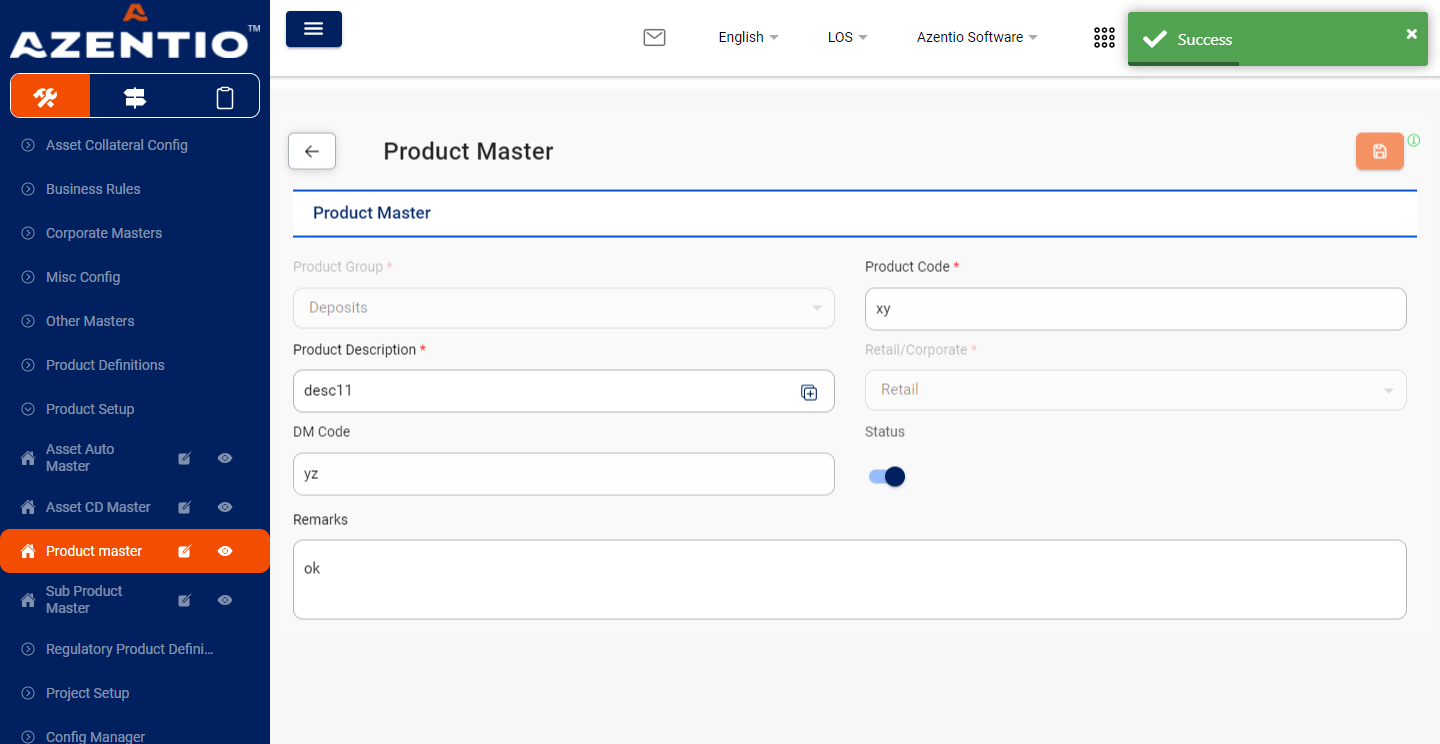 AZENTIO™
English
LOS
Azentio Software
Success
Asset Collateral Config
Business Rules
Corporate Masters
Misc Config
Other Masters
Product Definitions
Product Setup
Asset Auto
Master
Asset CD Master
Product master
Sub Product
Master
Regulatory Product Defini...
Project Setup
Config Manager
Product Master
Product Master
Product Group *
Deposits
Product Code *
xy
Product Description *
desc11
Retail/Corporate *
Retail
DM Code
yz
Status
Remarks
ok